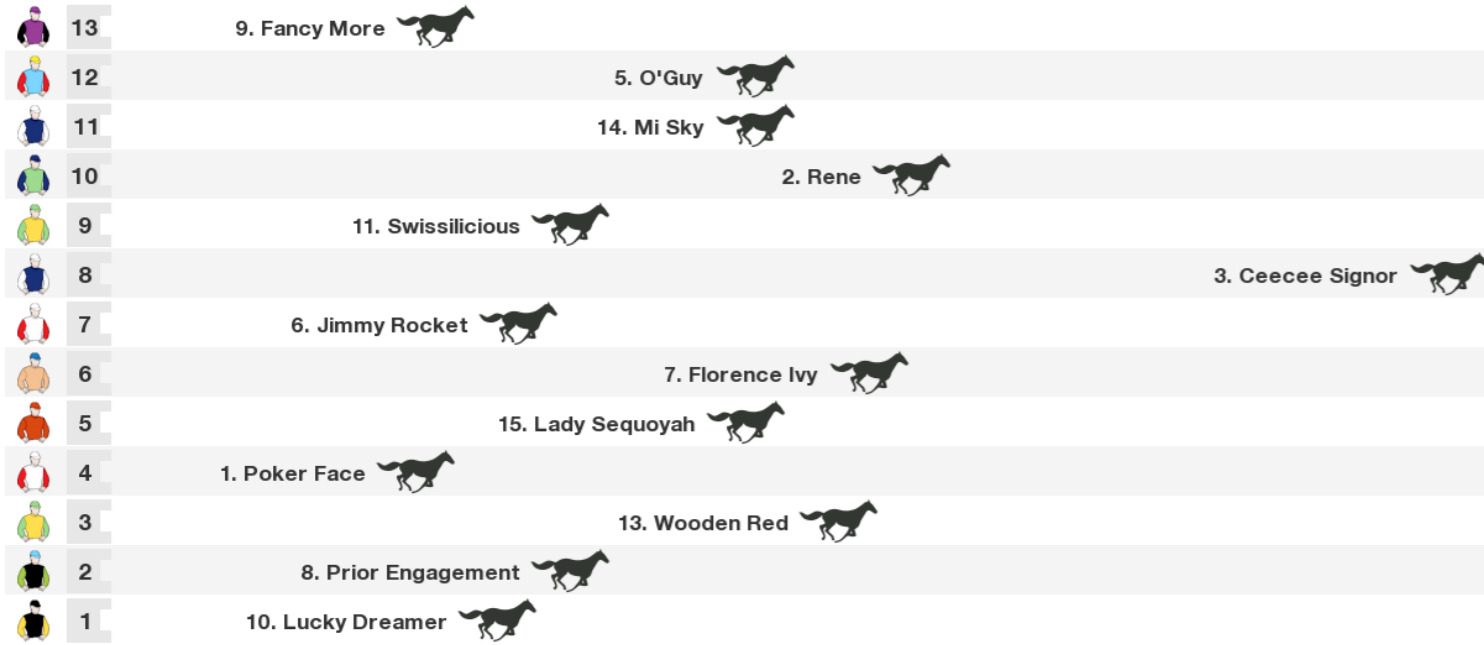 13 9. Fancy More
12 5. O'Guy
11 14. Mi Sky
10 2. Rene
9 11. Swissilicious
8 3. Ceecee Signor
7 6. Jimmy Rocket
6 7. Florence Ivy
5 15. Lady Sequoyah
4 1. Poker Face
3 13. Wooden Red
2 8. Prior Engagement
1 10. Lucky Dreamer